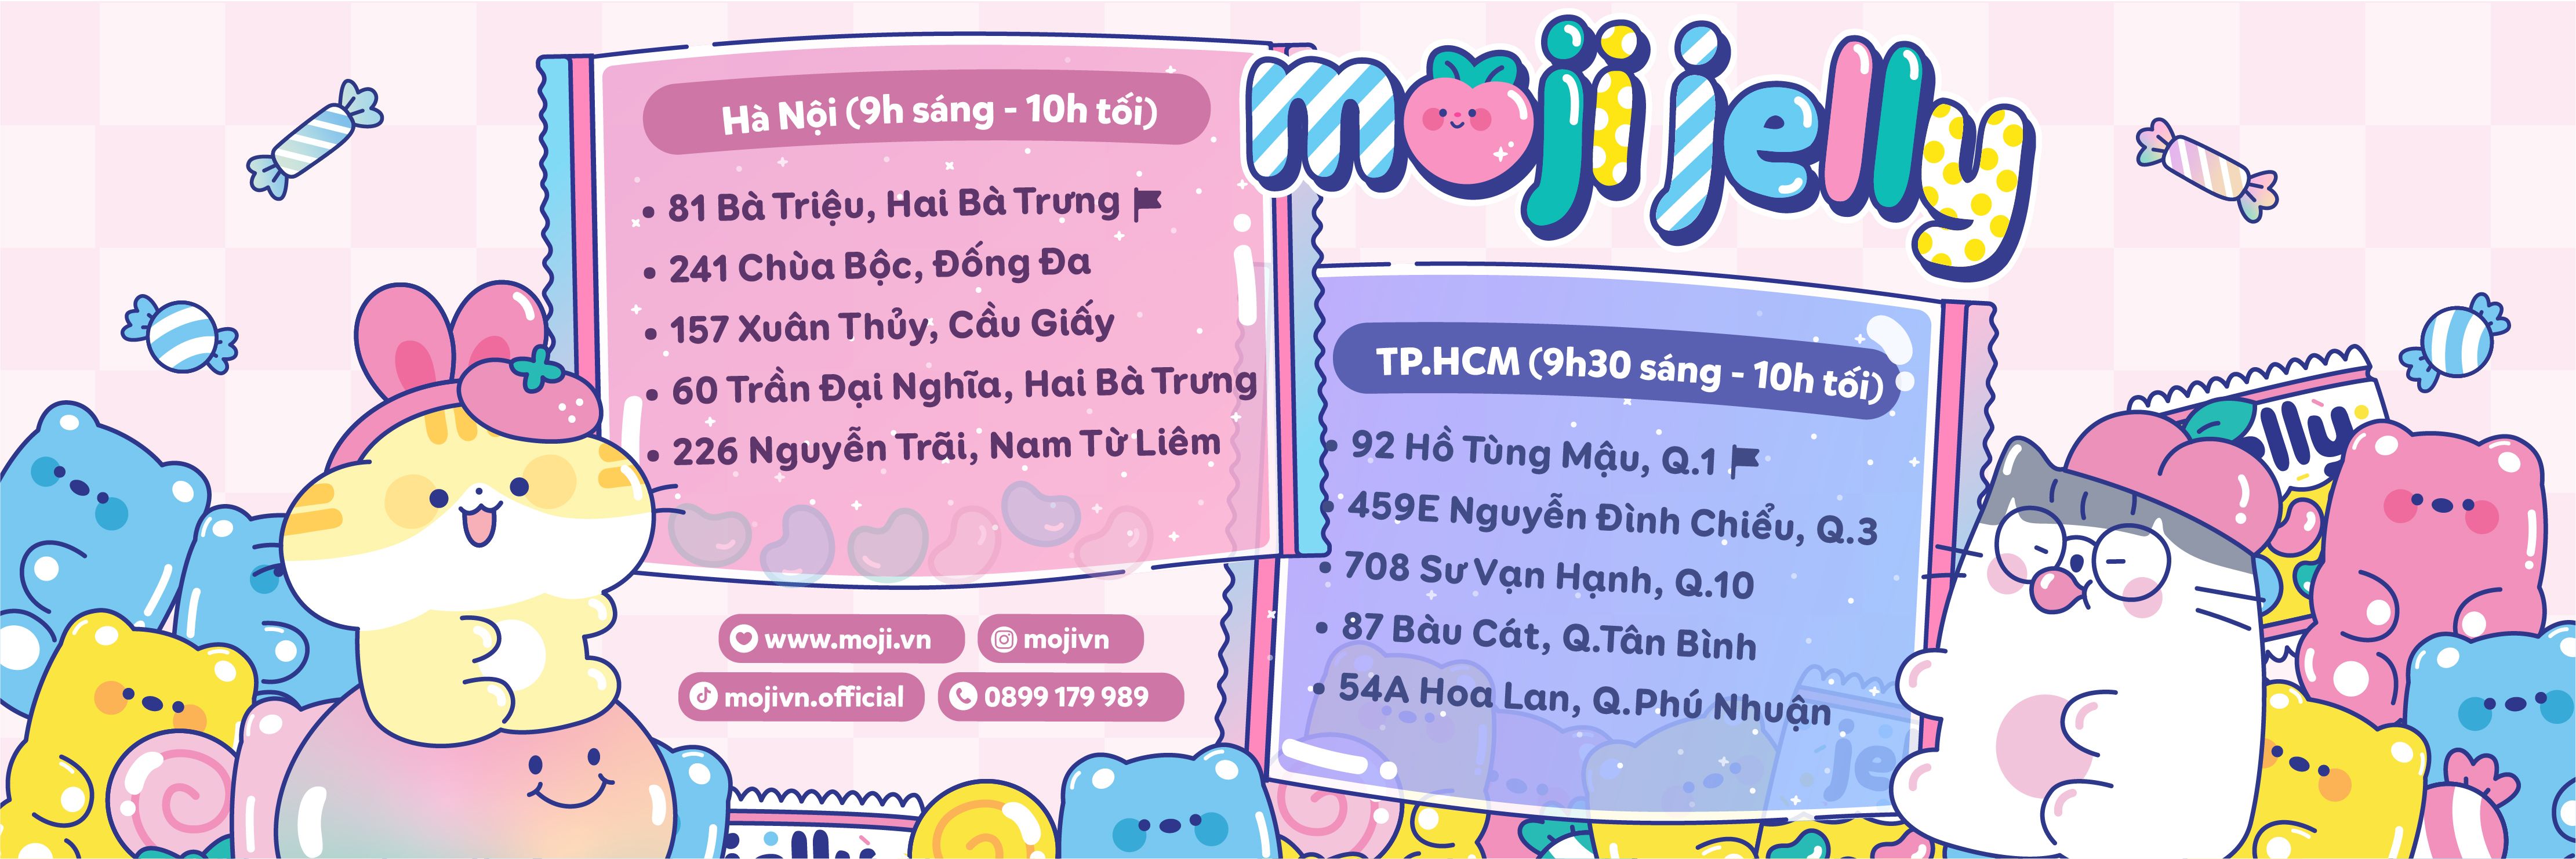 moji jelly
Hà Nội (9h sáng - 10h tối)
• 81 Bà Triệu, Hai Bà Trưng
• 241 Chùa Bộc, Đống Đa
• 157 Xuân Thủy, Cầu Giấy
• 60 Trần Đại Nghĩa, Hai Bà Trưng
• 226 Nguyễn Trãi, Nam Từ Liêm
www.moji.vn
mojivn
mojivn.official
0899 179 989
TP.HCM (9h30 sáng - 10h tối)
• 92 Hồ Tùng Mậu, Q.1
• 459E Nguyễn Đình Chiểu, Q.3
• 708 Sư Vạn Hạnh, Q.10
• 87 Bàu Cát, Q.Tân Bình
• 54A Hoa Lan, Q.Phú Nhuận